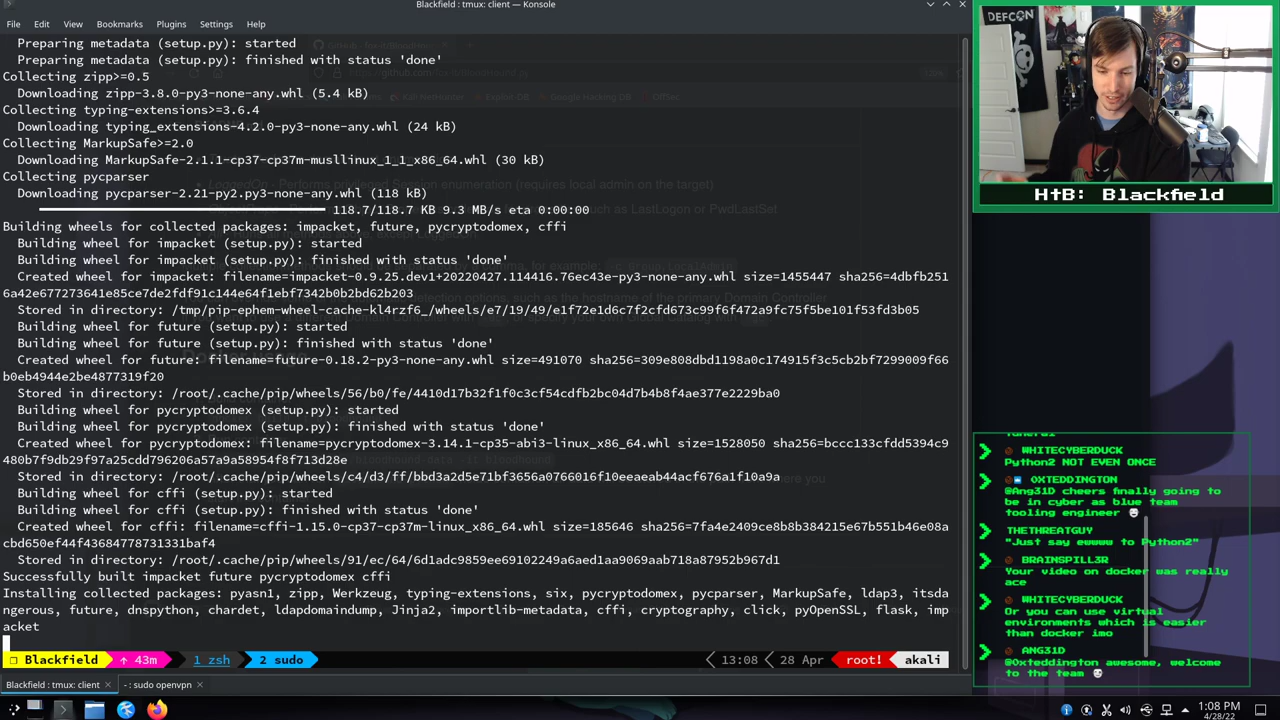 Blackfield : tmux: client — Konsole
File Edit View Bookmarks Plugins Settings Help
Preparing metadata (setup.py): started
Preparing metadata (setup.py): finished with status 'done'
Collecting zipp>=0.5
Downloading zipp-3.8.0-py3-none-any.whl (5.4 kB)
Collecting typing-extensions>=3.6.4
Downloading typing_extensions-4.2.0-py3-none-any.whl (24 kB)
Collecting MarkupSafe>=2.0
Downloading MarkupSafe-2.1.1-cp37-cp37m-musllinux_1_1_x86_64.whl (30 kB)
Collecting pycparser
Downloading pycparser-2.21-py2.py3-none-any.whl (118 kB)
118.7/118.7 KB 9.3 MB/s eta 0:00:00
Building wheels for collected packages: impacket, future, pycryptodomex, cffi
Building wheel for impacket (setup.py): started
Building wheel for impacket (setup.py): finished with status 'done'
Created wheel for impacket: filename=impacket-0.9.25.dev1+20220427.114416.76ec43e-py3-none-any.whl size=1455447 sha256=4dbfb251
6a42e677273641e85ce7de2fdf91c144e64f1ebf7342b0b2bd62b203
Stored in directory: /tmp/pip-ephem-wheel-cache-kl4rzf6_/wheels/e7/19/49/e1f72e1d6c7f2cfd673c99f6f472a9fc75f5be101f53fd3b05
Building wheel for future (setup.py): started
Building wheel for future (setup.py): finished with status 'done'
Created wheel for future: filename=future-0.18.2-py3-none-any.whl size=491070 sha256=309e808dbd1198a0c174915f3c5cb2bf7299009f66
b0eb4944e2be4877319f20
Stored in directory: /root/.cache/pip/wheels/56/b0/fe/4410d17b32f1f0c3cf54cdfb2bc04d7b4b8f4ae377e2229ba0
Building wheel for pycryptodomex (setup.py): started
Building wheel for pycryptodomex (setup.py): finished with status 'done'
Created wheel for pycryptodomex: filename=pycryptodomex-3.14.1-cp35-abi3-linux_x86_64.whl size=1528050 sha256=bccc133cfdd5394c9
480b7f9db29f97a25cdd796206a57a9a58954f5f713d28e
Stored in directory: /root/.cache/pip/wheels/c4/d3/ff/bbd3a2d5e71bf3656a0766016f10eeaeab44acf676a1f10a9a
Building wheel for cffi (setup.py): started
Building wheel for cffi (setup.py): finished with status 'done'
Created wheel for cffi: filename=cffi-1.15.0-cp37-cp37m-linux_x86_64.whl size=185646 sha256=7fa4e2409ce8b8b384215e67b551b46e08a
cbd650ef44f43684778731331baf4
Successfully built impacket future pycryptodomex cffi
Installing collected packages: pyasn1, zipp, Werkzeug, typing-extensions, six, pycryptodomex, pycparser, MarkupSafe, ldap3, itsda
ngerous, future, dnspython, chardet, ldapdomaindump, Jinja2, importlib-metadata, cffi, cryptography, click, pyOpenSSL, flask, imp
acket
Blackfield ↑ 43m 1 zsh 2 sudo 13:08 28 Apr root! akali
Blackfield : tmux: client - : sudo openvpn
DEFCON
HtB: Blackfield
WHITECYBERDUCK
Python2 NOT EVEN ONCE
0XTEDDINGTON
@Ang31D cheers finally going to
be in cyber as blue team
tooling engineer
THETHREATGUY
"Just say ewwww to Python2"
BRAINSPILL3R
Your video on docker was really
ace
WHITECYBERDUCK
Or you can use virtual
environments which is easier
than docker imo
ANG31D
@0xteddington awesome, welcome
to the team
1:08 PM
4/28/22